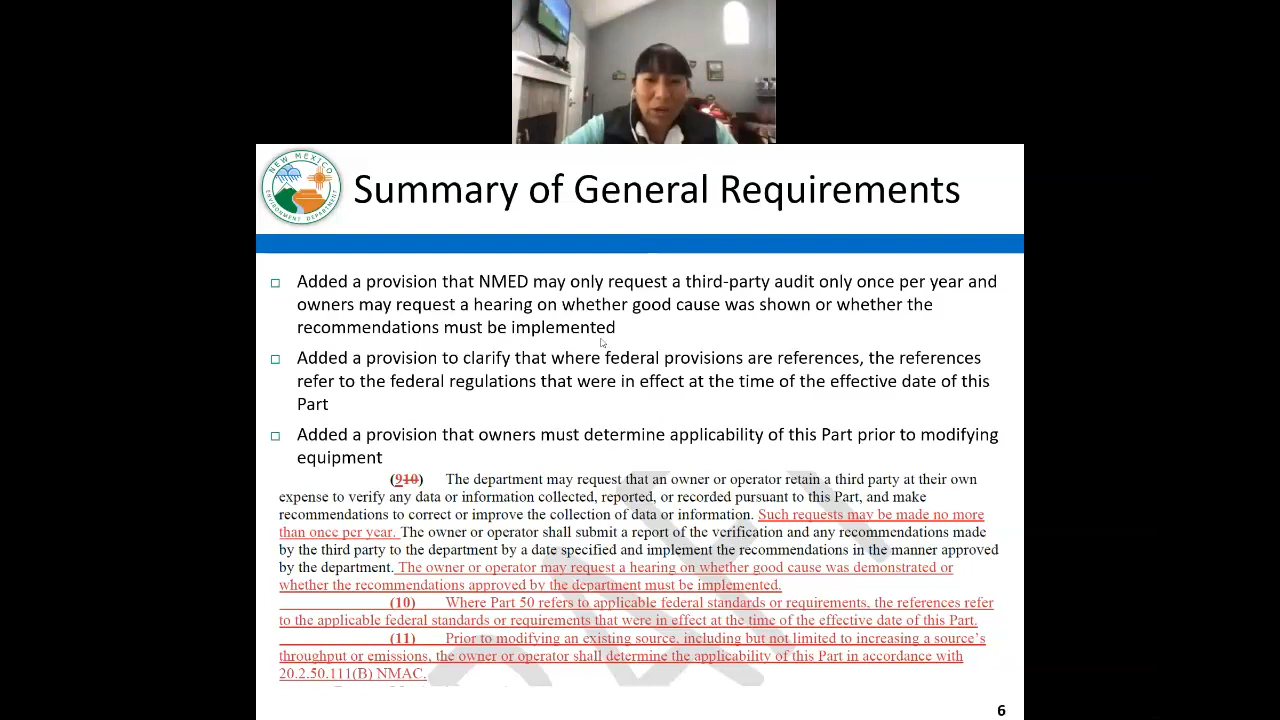 NEW MEXICO
ENVIRONMENT DEPARTMENT
Summary of General Requirements
Added a provision that NMED may only request a third-party audit only once per year and
owners may request a hearing on whether good cause was shown or whether the
recommendations must be implemented
Added a provision to clarify that where federal provisions are references, the references
refer to the federal regulations that were in effect at the time of the effective date of this
Part
Added a provision that owners must determine applicability of this Part prior to modifying
equipment
(910) The department may request that an owner or operator retain a third party at their own
expense to verify any data or information collected, reported, or recorded pursuant to this Part, and make
recommendations to correct or improve the collection of data or information. Such requests may be made no more
than once per year. The owner or operator shall submit a report of the verification and any recommendations made
by the third party to the department by a date specified and implement the recommendations in the manner approved
by the department. The owner or operator may request a hearing on whether good cause was demonstrated or
whether the recommendations approved by the department must be implemented.
(10) Where Part 50 refers to applicable federal standards or requirements, the references refer
to the applicable federal standards or requirements that were in effect at the time of the effective date of this Part.
(11) Prior to modifying an existing source, including but not limited to increasing a source's
throughput or emissions, the owner or operator shall determine the applicability of this Part in accordance with
20.2.50.111(B) NMAC.
6